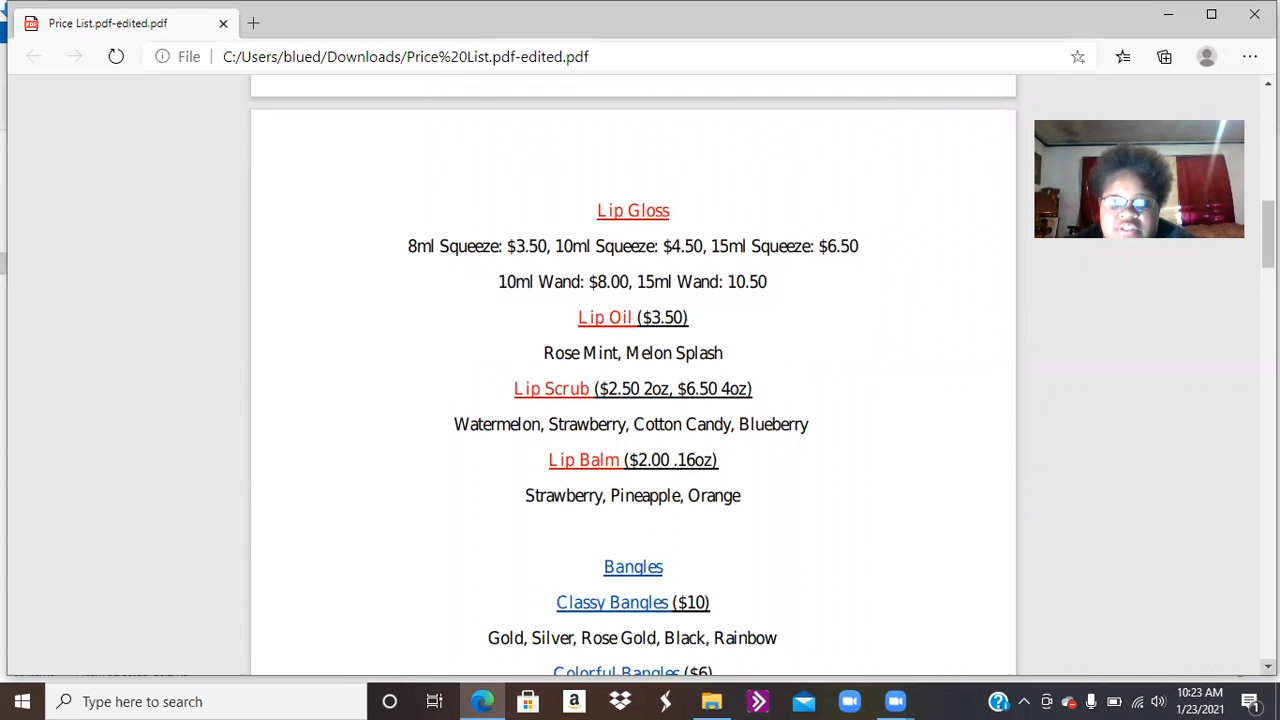 Price List.pdf-edited.pdf
File C:/Users/blued/Downloads/Price%20List.pdf-edited.pdf
Lip Gloss
8ml Squeeze: $3.50, 10ml Squeeze: $4.50, 15ml Squeeze: $6.50
10ml Wand: $8.00, 15ml Wand: 10.50
Lip Oil ($3.50)
Rose Mint, Melon Splash
Lip Scrub ($2.50 2oz, $6.50 4oz)
Watermelon, Strawberry, Cotton Candy, Blueberry
Lip Balm ($2.00 .16oz)
Strawberry, Pineapple, Orange
Bangles
Classy Bangles ($10)
Gold, Silver, Rose Gold, Black, Rainbow
Colorful Bangles ($6)
Type here to search
10:23 AM
1/23/2021
1